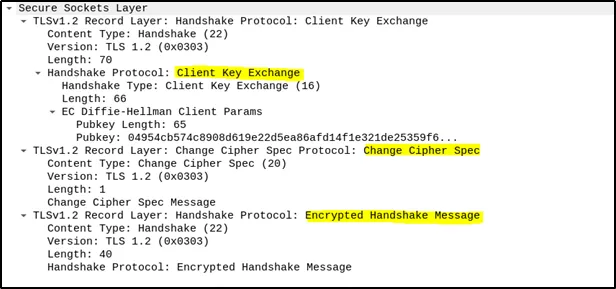 Secure Sockets Layer
TLSv1.2 Record Layer: Handshake Protocol: Client Key Exchange
Content Type: Handshake (22)
Version: TLS 1.2 (0x0303)
Length: 70
Handshake Protocol: Client Key Exchange
Handshake Type: Client Key Exchange (16)
Length: 66
EC Diffie-Hellman Client Params
Pubkey Length: 65
Pubkey: 04954cb574c8908d619e22d5ea86afd14f1e321de25359f6...
TLSv1.2 Record Layer: Change Cipher Spec Protocol: Change Cipher Spec
Content Type: Change Cipher Spec (20)
Version: TLS 1.2 (0x0303)
Length: 1
Change Cipher Spec Message
TLSv1.2 Record Layer: Handshake Protocol: Encrypted Handshake Message
Content Type: Handshake (22)
Version: TLS 1.2 (0x0303)
Length: 40
Handshake Protocol: Encrypted Handshake Message